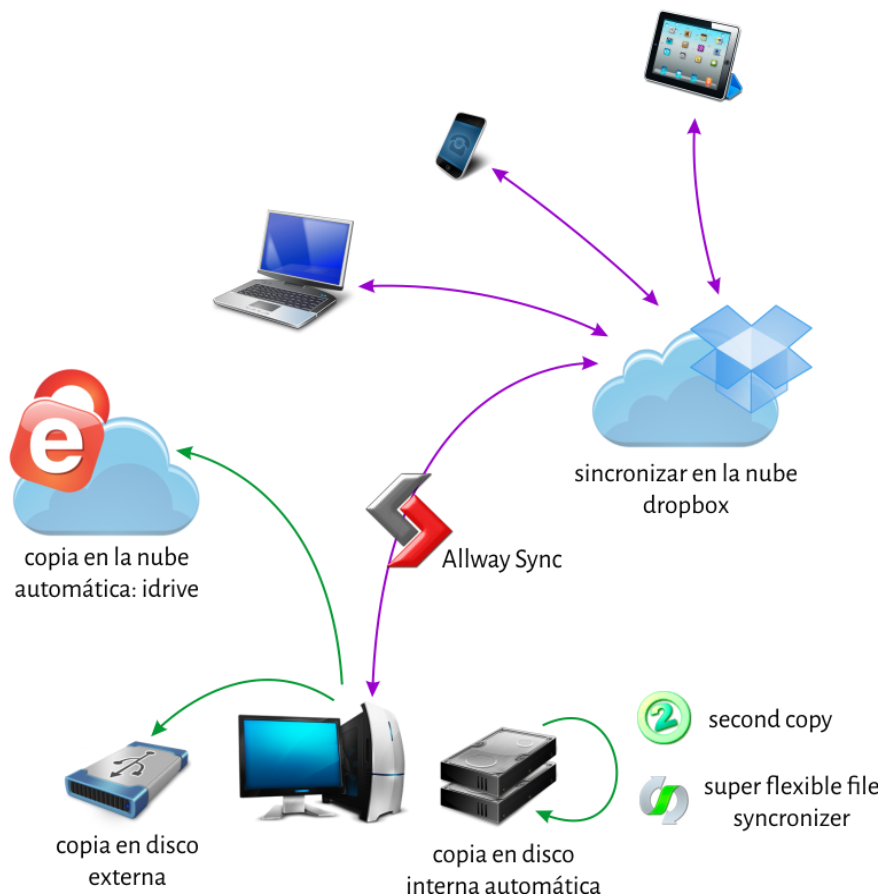 sincronizar en la nube
dropbox
e
copia en la nube
automática: idrive
Allway Sync
2
second copy
super flexible file
syncronizer
copia en disco
externa
copia en disco
interna automática